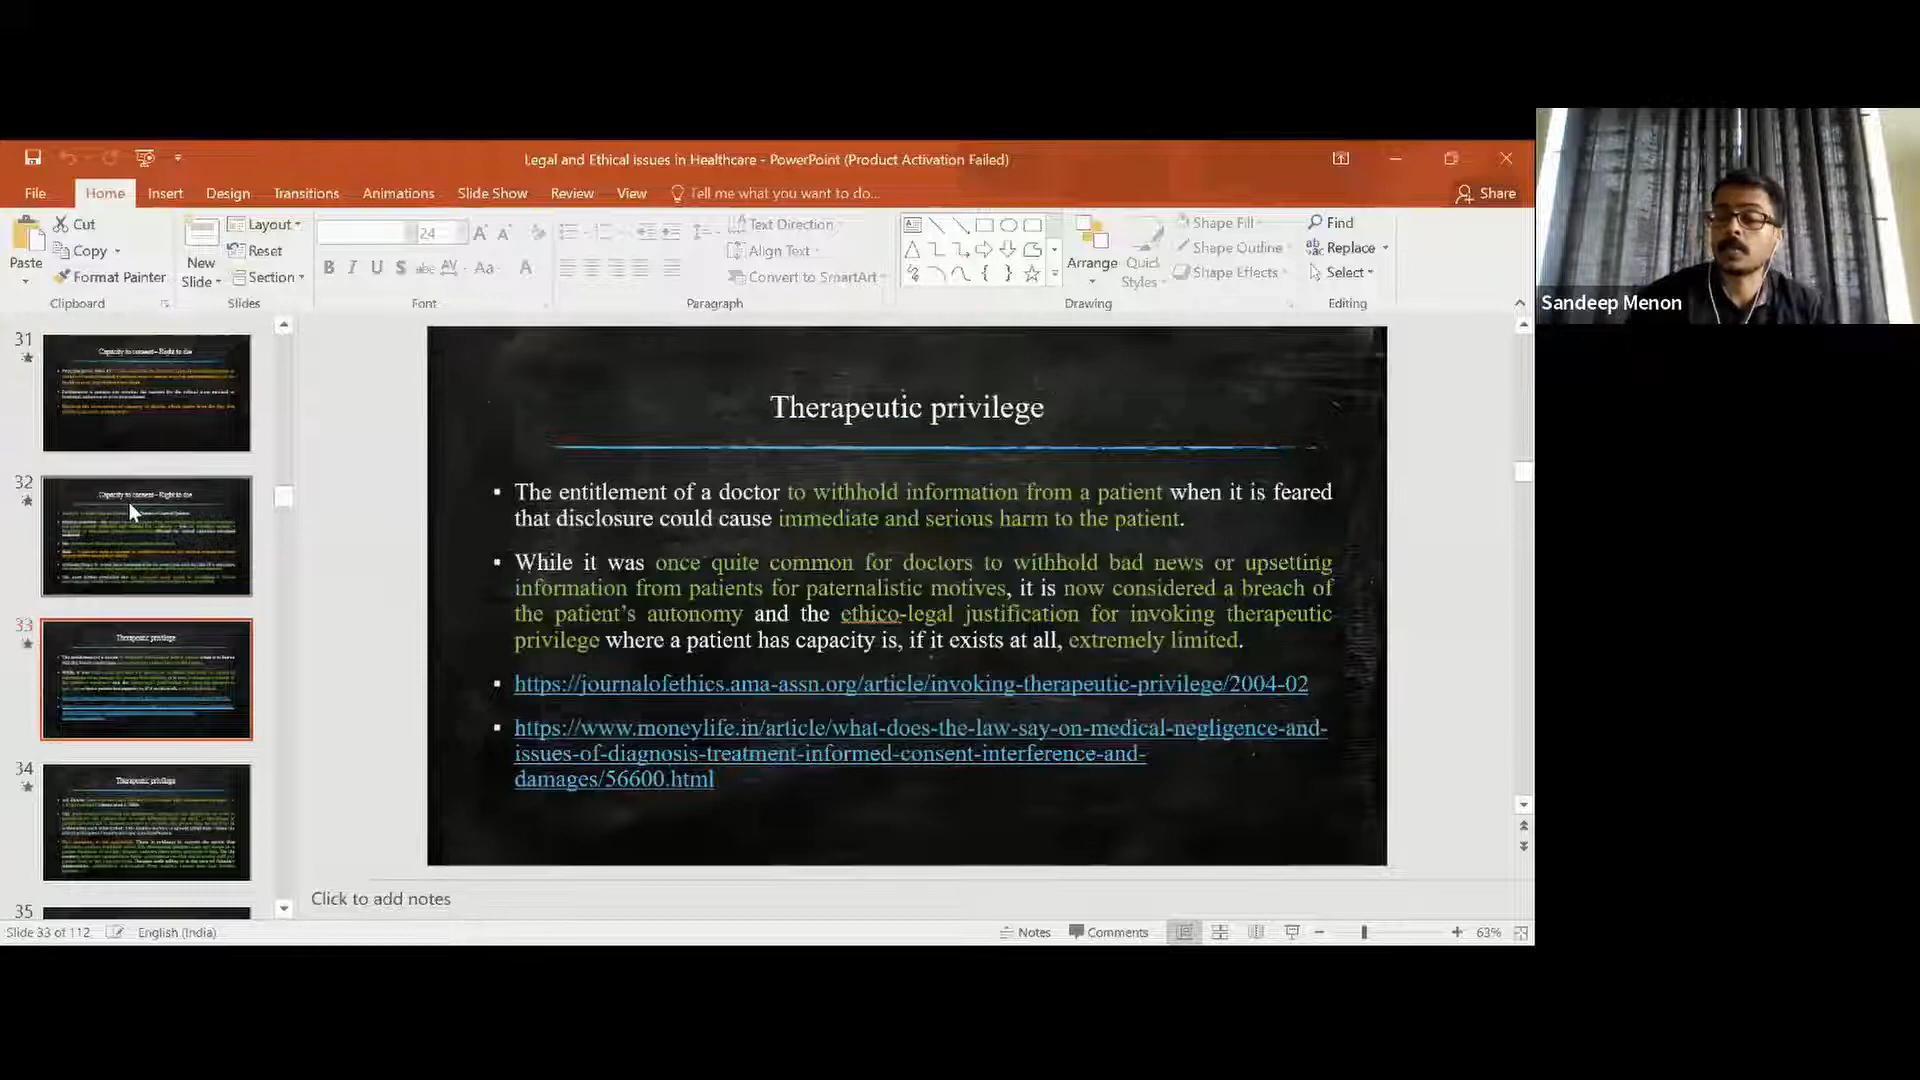 Legal and Ethical issues in Healthcare - PowerPoint (Product Activation Failed)
File Home Insert Design Transitions Animations Slide Show Review View Tell me what you want to do... Share
Paste
Cut
Copy
Format Painter
Clipboard
New
Slide
Layout
Reset
Section
Slides
24
B I U S abc AV Aa A
Font
Text Direction
Align Text
Convert to SmartArt
Paragraph
Arrange
Quick
Styles
Shape Fill
Shape Outline
Shape Effects
Drawing
Find
Replace
Select
Editing
Sandeep Menon
31
Capacity to consent – Right to die
32
Capacity to consent – Right to die
33
Therapeutic privilege
34
Therapeutic privilege
35
Therapeutic privilege
▪ The entitlement of a doctor to withhold information from a patient when it is feared
that disclosure could cause immediate and serious harm to the patient.
▪ While it was once quite common for doctors to withhold bad news or upsetting
information from patients for paternalistic motives, it is now considered a breach of
the patient’s autonomy and the ethico-legal justification for invoking therapeutic
privilege where a patient has capacity is, if it exists at all, extremely limited.
▪ https://journalofethics.ama-assn.org/article/invoking-therapeutic-privilege/2004-02
▪ https://www.moneylife.in/article/what-does-the-law-say-on-medical-negligence-and-
issues-of-diagnosis-treatment-informed-consent-interference-and-
damages/56600.html
Click to add notes
Slide 33 of 112 English (India) Notes Comments 63%